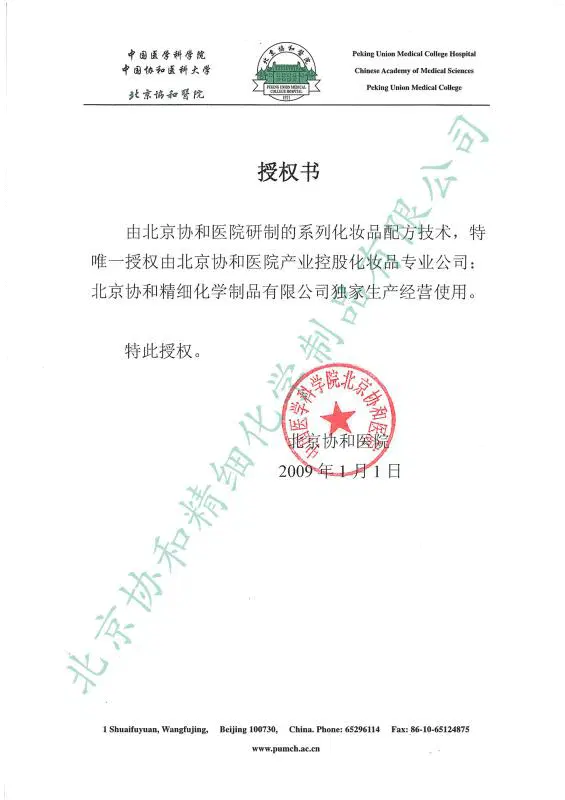 中国医学科学院
中国协和医科大学
北京协和醫院
北京協和醫院
PEKING UNION MEDICAL
COLLEGE HOSPITAL
1921
Peking Union Medical College Hospital
Chinese Academy of Medical Sciences
Peking Union Medical College
授权书
由北京协和医院研制的系列化妆品配方技术，特
唯一授权由北京协和医院产业控股化妆品专业公司：
北京协和精细化学制品有限公司独家生产经营使用。
特此授权。
中国医学科学院北京协和医院
北京协和医院
2009 年 1 月 1 日
北京协和精细化学制品有限公司
1 Shuaifuyuan, Wangfujing, Beijing 100730, China. Phone: 65296114 Fax: 86-10-65124875
www.pumch.ac.cn